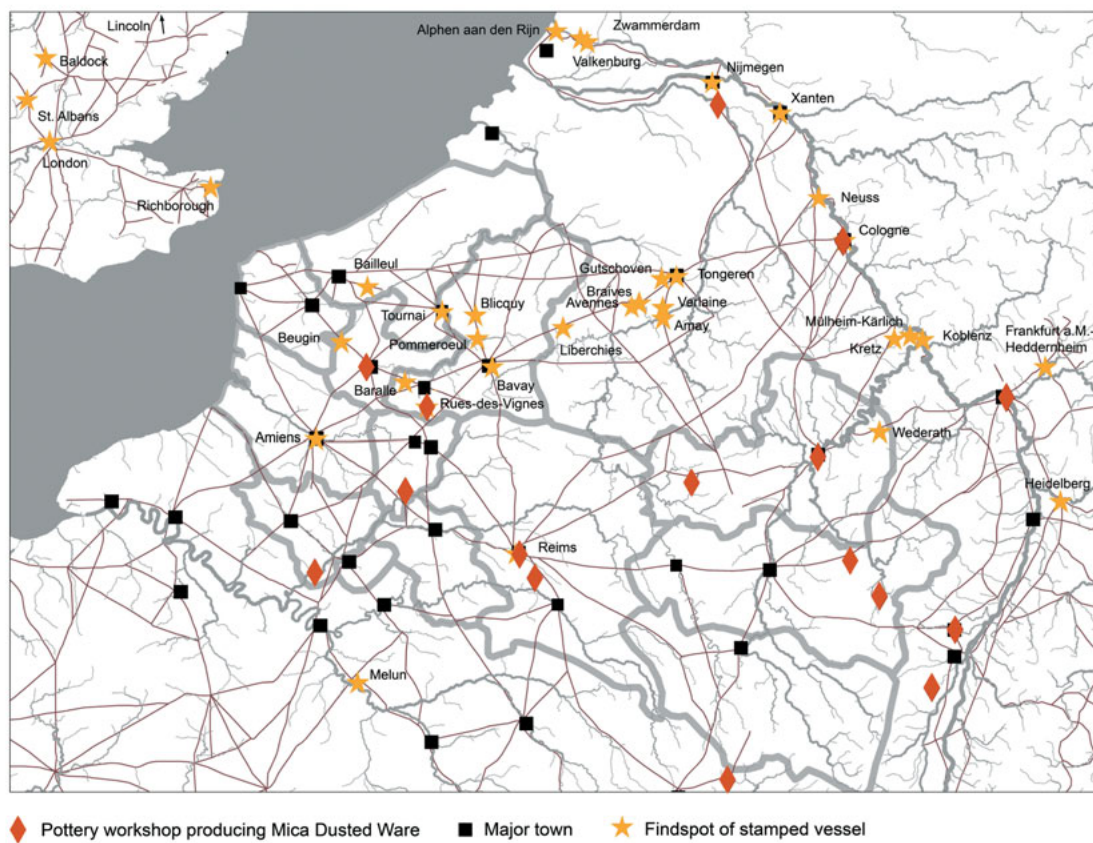 Lincoln
Baldock
St. Albans
London
Richborough
Alphen aan den Rijn
Zwammerdam
Valkenburg
Nijmegen
Xanten
Neuss
Cologne
Bailleul
Gutschoven
Tongeren
Braives
Avennes
Verlaine
Amay
Tournai
Blicquy
Beugin
Pommeroeul
Liberchies
Mülheim-Kärlich
Koblenz
Kretz
Frankfurt a.M.-
Heddernheim
Baralle
Bavay
Rues-des-Vignes
Amiens
Wederath
Heidelberg
Reims
Melun
Pottery workshop producing Mica Dusted Ware
Major town
Findspot of stamped vessel